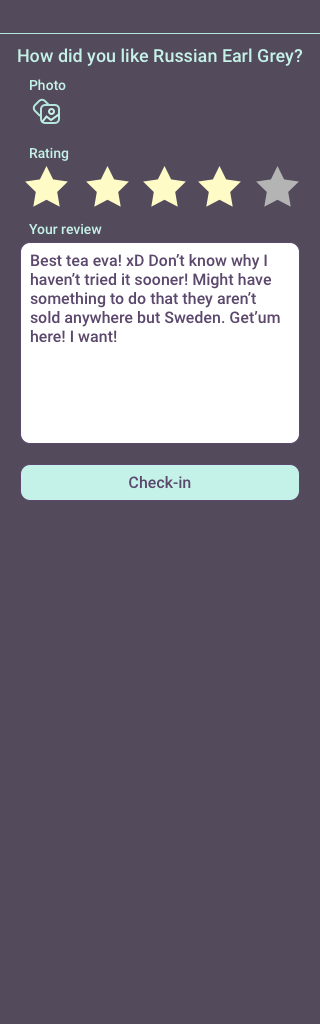 How did you like Russian Earl Grey?
Photo
Rating
Your review
Best tea eva! xD Don’t know why I
haven’t tried it sooner! Might have
something to do that they aren’t
sold anywhere but Sweden. Get’um
here! I want!
Check-in